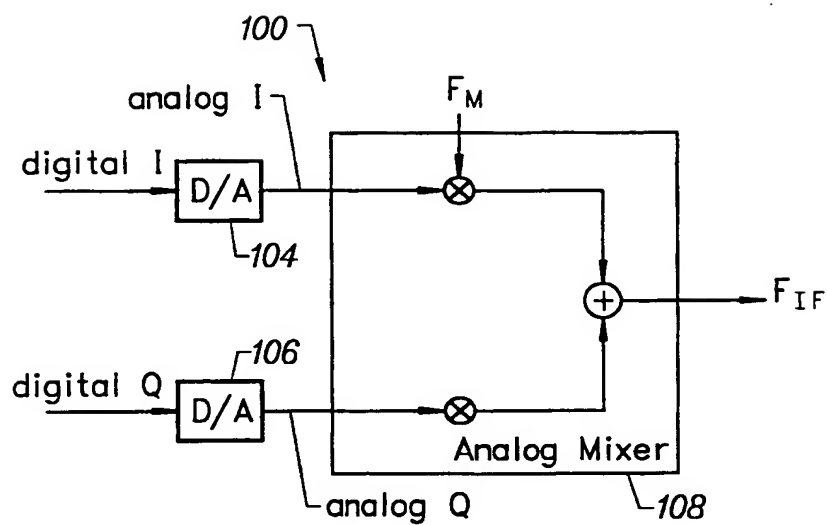 100
analog I
F_M
digital I
D/A
104
+
F_IF
106
digital Q
D/A
Analog Mixer
analog Q
108